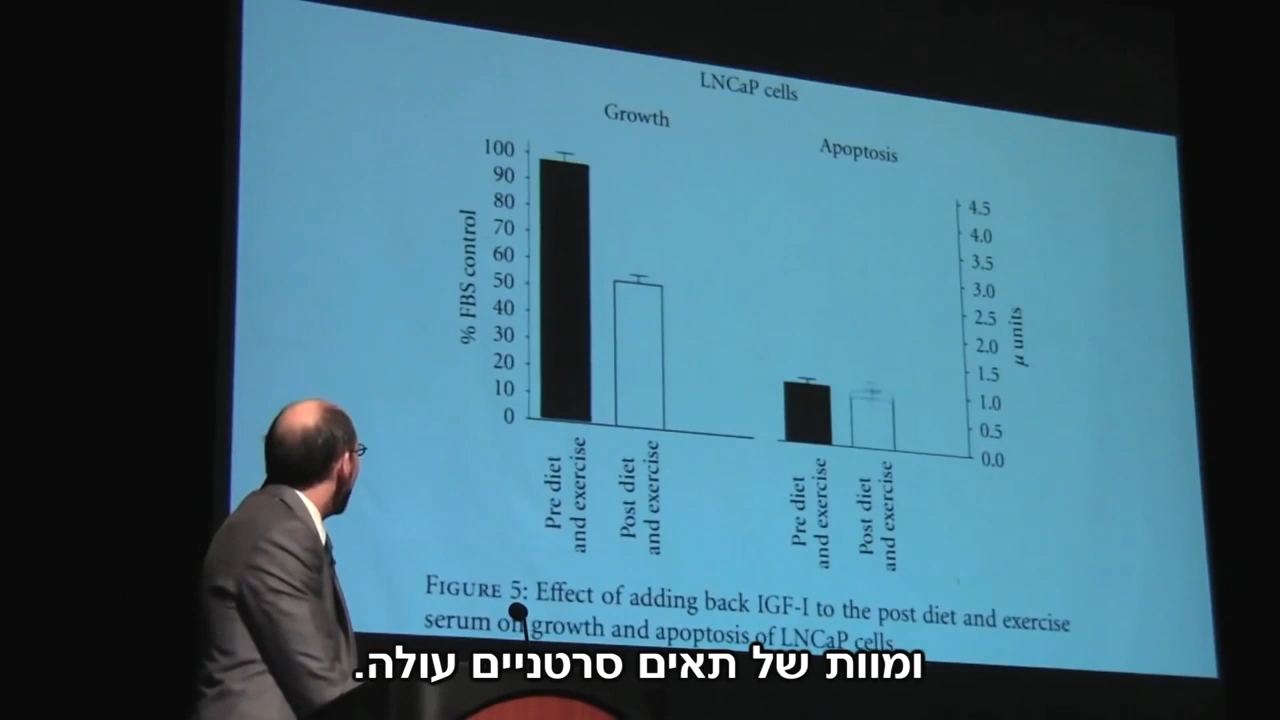 LNCaP cells
Growth
Apoptosis
% FBS control
100
90
80
70
60
50
40
30
20
10
0
Pre diet
and exercise
Post diet
and exercise
4.5
4.0
3.5
3.0
2.5
2.0
1.5
1.0
0.5
0.0
μ units
Pre diet
and exercise
Post diet
and exercise
FIGURE 5: Effect of adding back IGF-I to the post diet and exercise
serum on growth and apoptosis of LNCaP cells
ומוות של תאים סרטניים עולה.